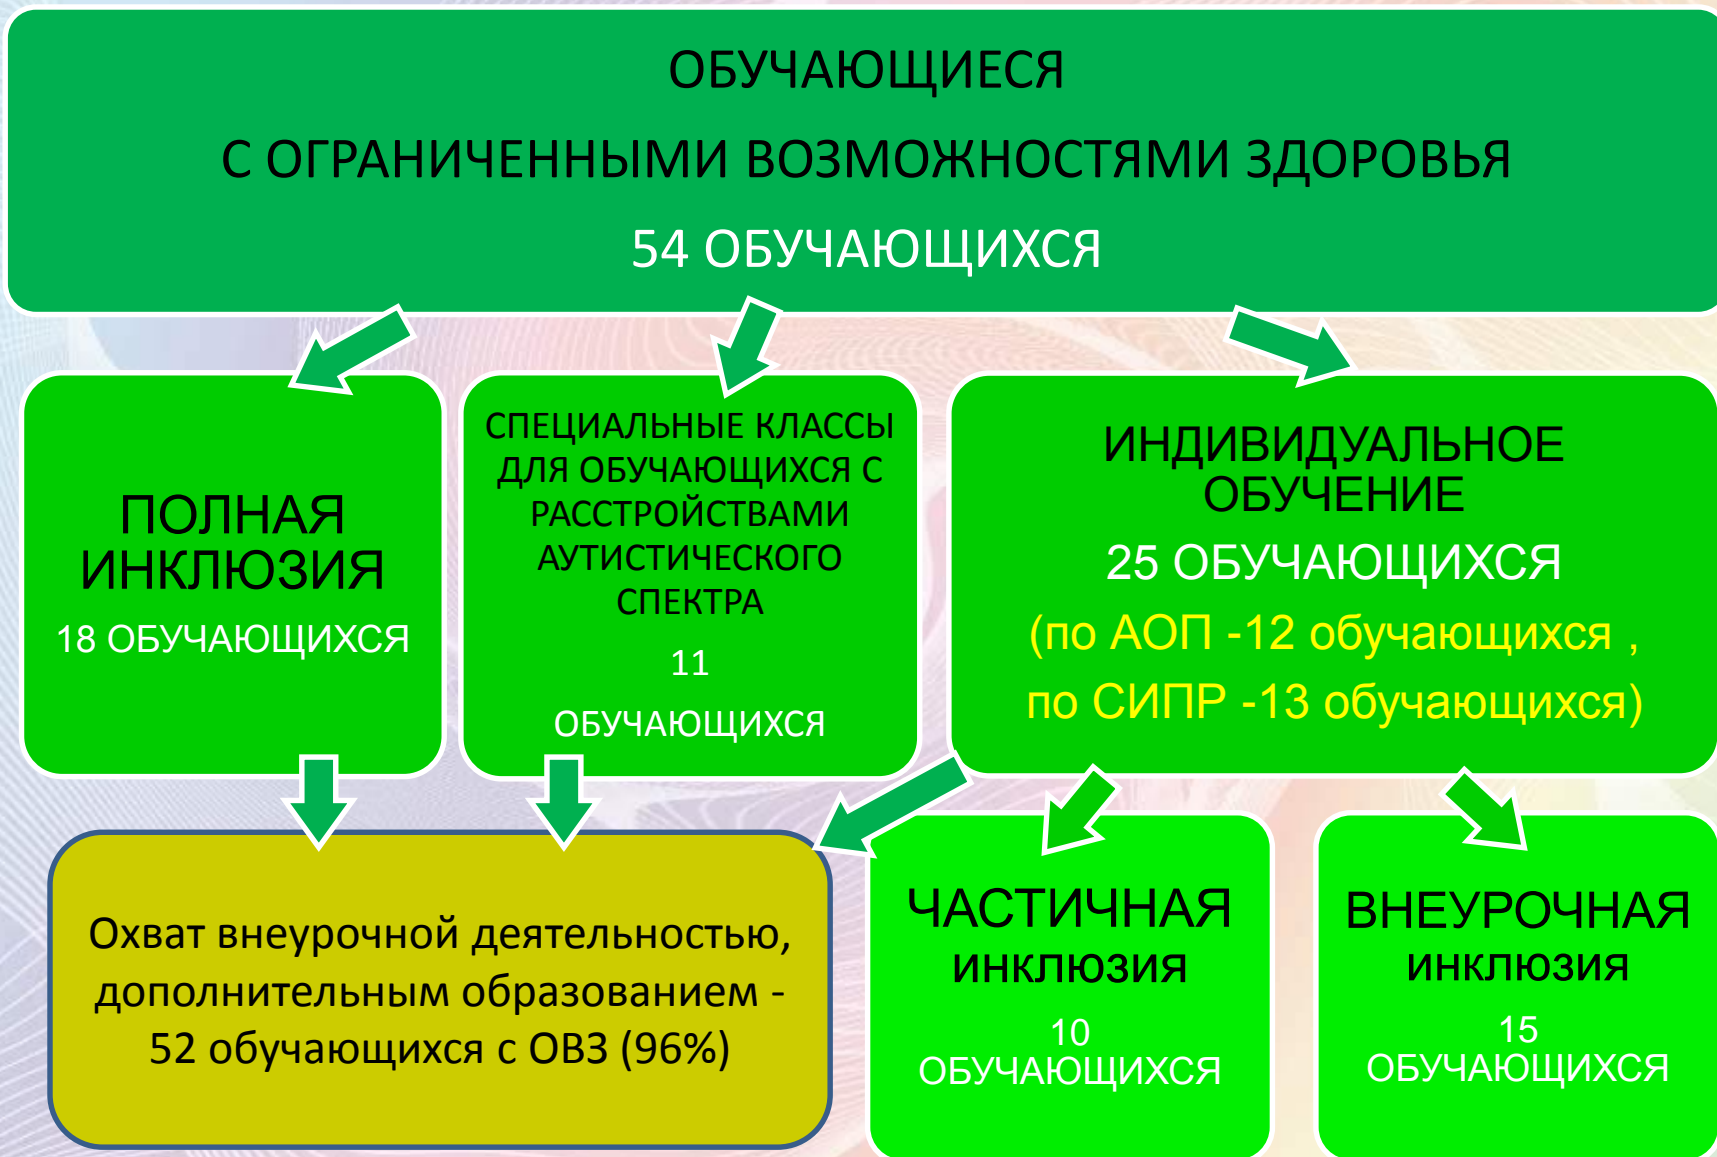 ОБУЧАЮЩИЕСЯ
С ОГРАНИЧЕННЫМИ ВОЗМОЖНОСТЯМИ ЗДОРОВЬЯ
54 ОБУЧАЮЩИХСЯ
ПОЛНАЯ
ИНКЛЮЗИЯ
18 ОБУЧАЮЩИХСЯ
СПЕЦИАЛЬНЫЕ КЛАССЫ
ДЛЯ ОБУЧАЮЩИХСЯ С
РАССТРОЙСТВАМИ
АУТИСТИЧЕСКОГО
СПЕКТРА
11
ОБУЧАЮЩИХСЯ
ИНДИВИДУАЛЬНОЕ
ОБУЧЕНИЕ
25 ОБУЧАЮЩИХСЯ
(по АОП -12 обучающихся ,
по СИПР -13 обучающихся)
Охват внеурочной деятельностью,
дополнительным образованием -
52 обучающихся с ОВЗ (96%)
ЧАСТИЧНАЯ
ИНКЛЮЗИЯ
10
ОБУЧАЮЩИХСЯ
ВНЕУРОЧНАЯ
ИНКЛЮЗИЯ
15
ОБУЧАЮЩИХСЯ